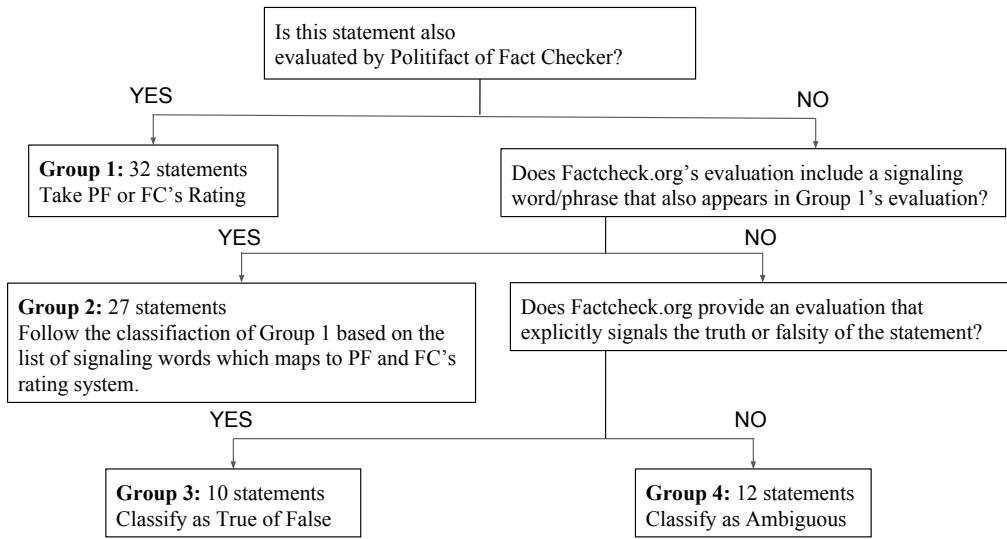 Is this statement also
evaluated by Politifact of Fact Checker?
YES
NO
Group 1: 32 statements
Take PF or FC's Rating
Does Factcheck.org's evaluation include a signaling
word/phrase that also appears in Group 1's evaluation?
YES
NO
Group 2: 27 statements
Follow the classifiaction of Group 1 based on the
list of signaling words which maps to PF and FC's
rating system.
Does Factcheck.org provide an evaluation that
explicitly signals the truth or falsity of the statement?
YES
NO
Group 3: 10 statements
Classify as True of False
Group 4: 12 statements
Classify as Ambiguous